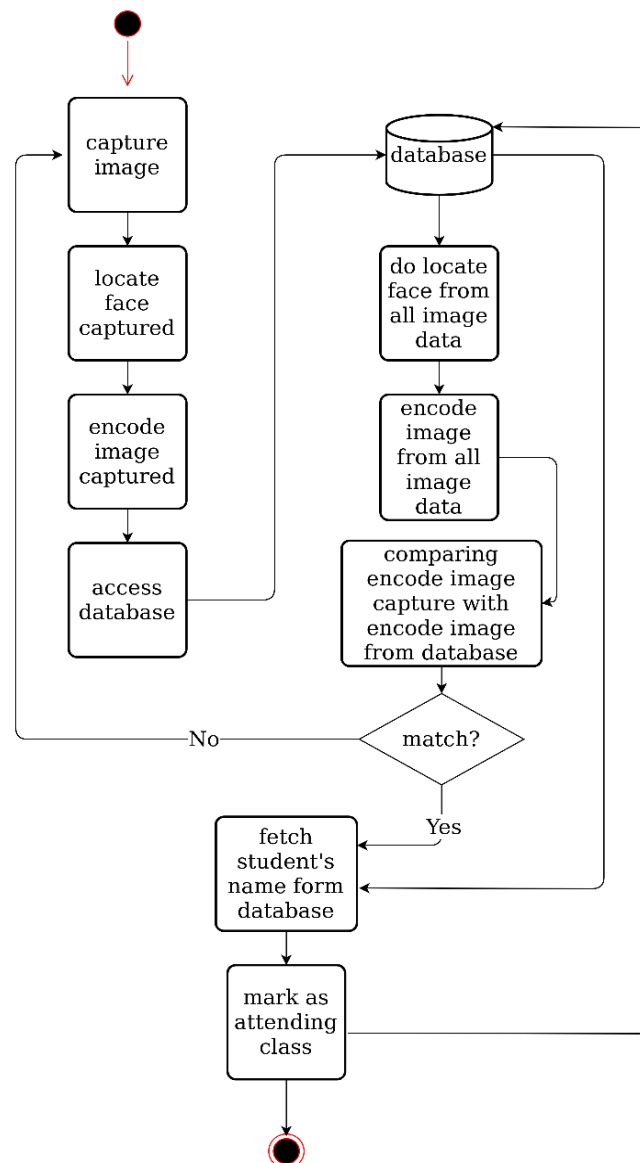 capture
image
locate
face
captured
encode
image
captured
access
database
database
do locate
face from
all image
data
encode
image
from all
image
data
comparing
encode image
capture with
encode image
from database
match?
No
Yes
fetch
student's
name form
database
mark as
attending
class